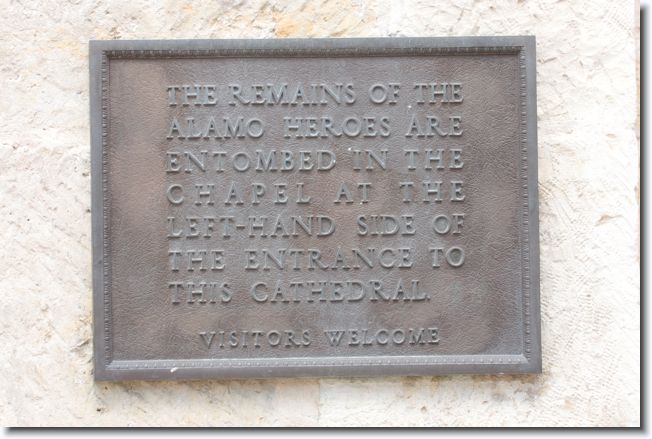 THE REMAINS OF THE
ALAMO HEROES ARE
ENTOMBED IN THE
CHAPEL AT THE
LEFT-HAND SIDE OF
THE ENTRANCE TO
THIS CATHEDRAL.
VISITORS WELCOME